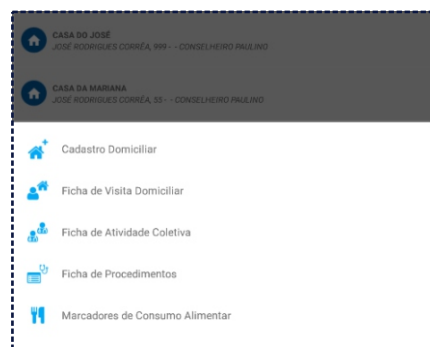 CASA DO JOSÉ
JOSÉ RODRIGUES CORRÊA, 999 - - CONSELHEIRO PAULINO
CASA DA MARIANA
JOSÉ RODRIGUES CORRÊA, 55 - - CONSELHEIRO PAULINO
Cadastro Domiciliar
Ficha de Visita Domiciliar
Ficha de Atividade Coletiva
Ficha de Procedimentos
Marcadores de Consumo Alimentar